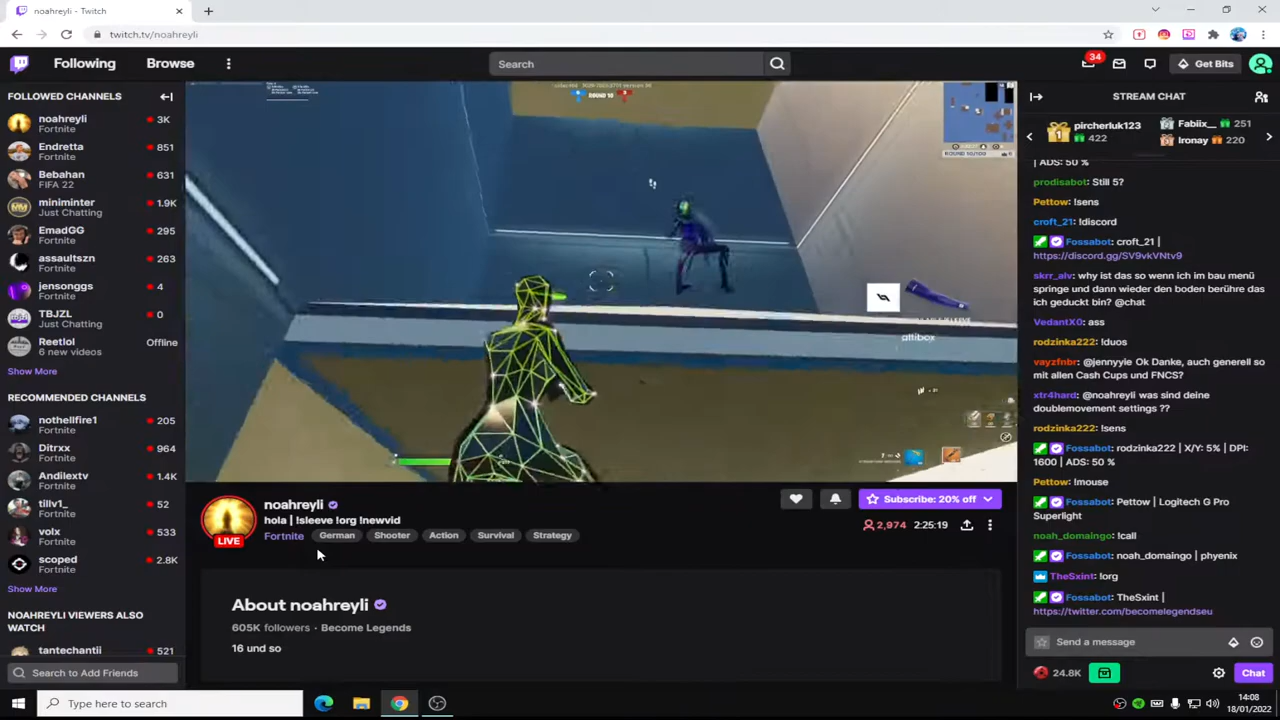 noahreyli - Twitch
twitch.tv/noahreyli
Following
Browse
Search
34
Get Bits
FOLLOWED CHANNELS
noahreyli
3K
Fortnite
Endretta
851
Fortnite
Bebahan
631
FIFA 22
miniminter
1.9K
Just Chatting
EmadGG
295
Fortnite
assaultszn
263
Fortnite
jensonggs
4
Fortnite
TBJZL
0
Just Chatting
Reetlol
Offline
6 new videos
Show More
RECOMMENDED CHANNELS
nothellfire1
205
Fortnite
Ditrxx
964
Fortnite
Andilextv
1.4K
Fortnite
tillv1_
52
Fortnite
volx
533
Fortnite
scoped
2.8K
Fortnite
Show More
NOAHREYLI VIEWERS ALSO
WATCH
tantechantii
521
Search to Add Friends
attibox
noahreyli
hola | !sleeve !org !newvid
Fortnite
German
Shooter
Action
Survival
Strategy
LIVE
Subscribe: 20% off
2,974
2:25:19
About noahreyli
605K followers · Become Legends
16 und so
STREAM CHAT
1
pircherluk123
422
Fabiix__ 251
Ironay 220
| ADS: 50 %
prodisabot: Still 5?
Pettow: !sens
croft_21: !discord
Fossabot: croft_21 |
https://discord.gg/SV9vkVNtv9
skrr_alv: why ist das so wenn ich im bau menü
springe und dann wieder den boden berühre das
ich geduckt bin? @chat
VedantX0: ass
rodzinka222: !duos
vayzfnbr: @jennyyie Ok Danke, auch generell so
mit allen Cash Cups und FNCS?
xtr4hard: @noahreyli was sind deine
doublemovement settings ??
rodzinka222: !sens
Fossabot: rodzinka222 | X/Y: 5% | DPI:
1600 | ADS: 50 %
Pettow: !mouse
Fossabot: Pettow | Logitech G Pro
Superlight
noah_domaingo: !call
Fossabot: noah_domaingo | phyenix
TheSxint: !org
Fossabot: TheSxint |
https://twitter.com/becomelegendseu
Send a message
24.8K
Chat
Type here to search
14:08
18/01/2022